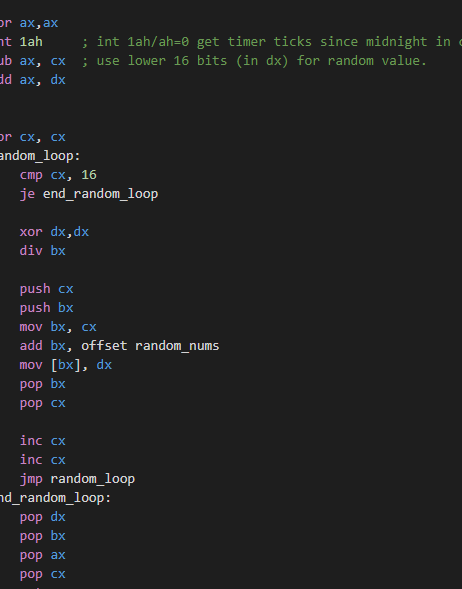 or ax,ax
nt 1ah     ; int 1ah/ah=0 get timer ticks since midnight in c
ub ax, cx  ; use lower 16 bits (in dx) for random value.
dd ax, dx
or cx, cx
andom_loop:
cmp cx, 16
je end_random_loop
xor dx,dx
div bx
push cx
push bx
mov bx, cx
add bx, offset random_nums
mov [bx], dx
pop bx
pop cx
inc cx
inc cx
jmp random_loop
nd_random_loop:
pop dx
pop bx
pop ax
pop cx